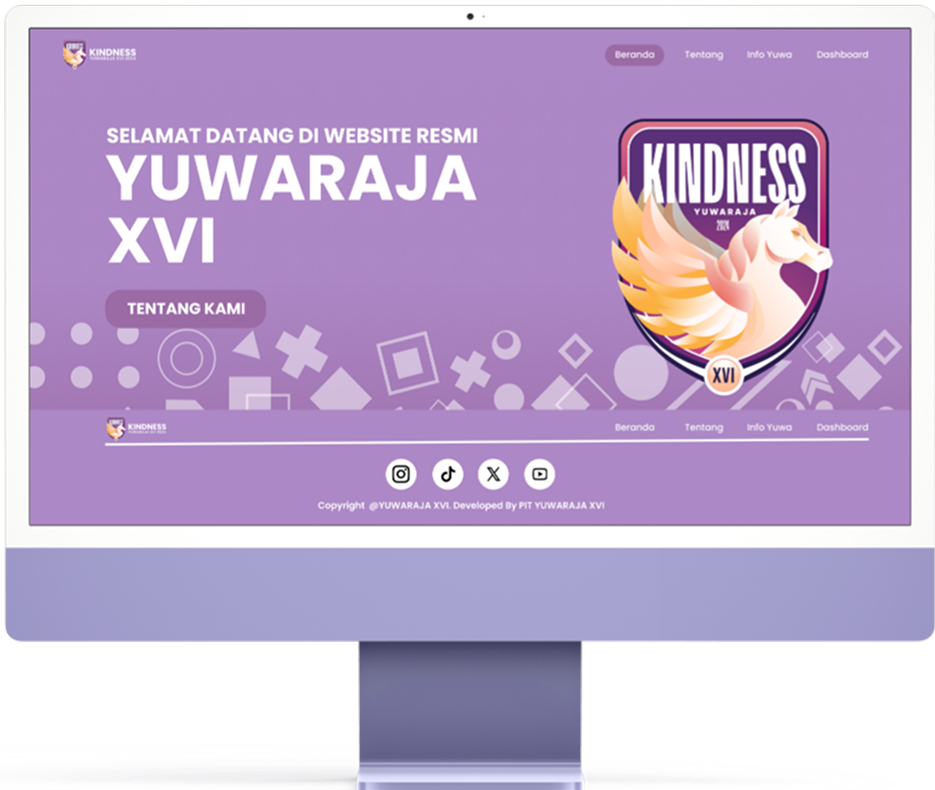 KINDNESS
YUWARAJA XVI 2024
Beranda Tentang Info Yuwa Dashboard
SELAMAT DATANG DI WEBSITE RESMI
YUWARAJA
XVI
TENTANG KAMI
KINDNESS
YUWARAJA
2024
XVI
KINDNESS
YUWARAJA XVI 2024
Beranda Tentang Info Yuwa Dashboard
Copyright @YUWARAJA XVI. Developed By PIT YUWARAJA XVI